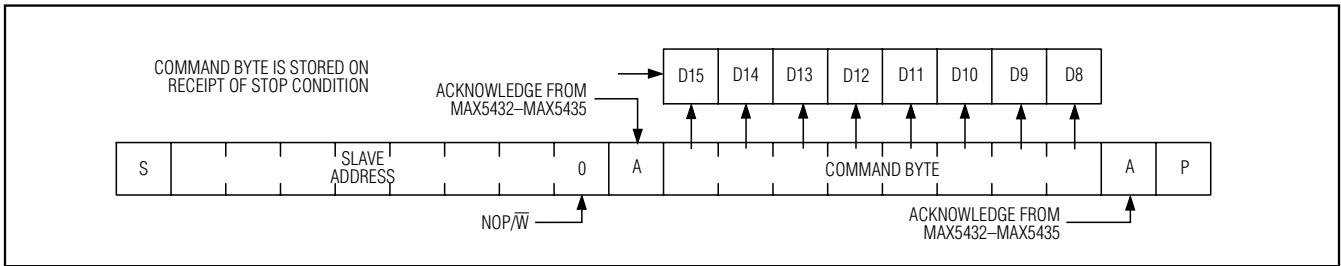 COMMAND BYTE IS STORED ON
RECEIPT OF STOP CONDITION
D15 D14 D13 D12 D11 D10 D9 D8
ACKNOWLEDGE FROM
MAX5432–MAX5435
S SLAVE ADDRESS 0 A COMMAND BYTE A P
NOP/W̅
ACKNOWLEDGE FROM
MAX5432–MAX5435